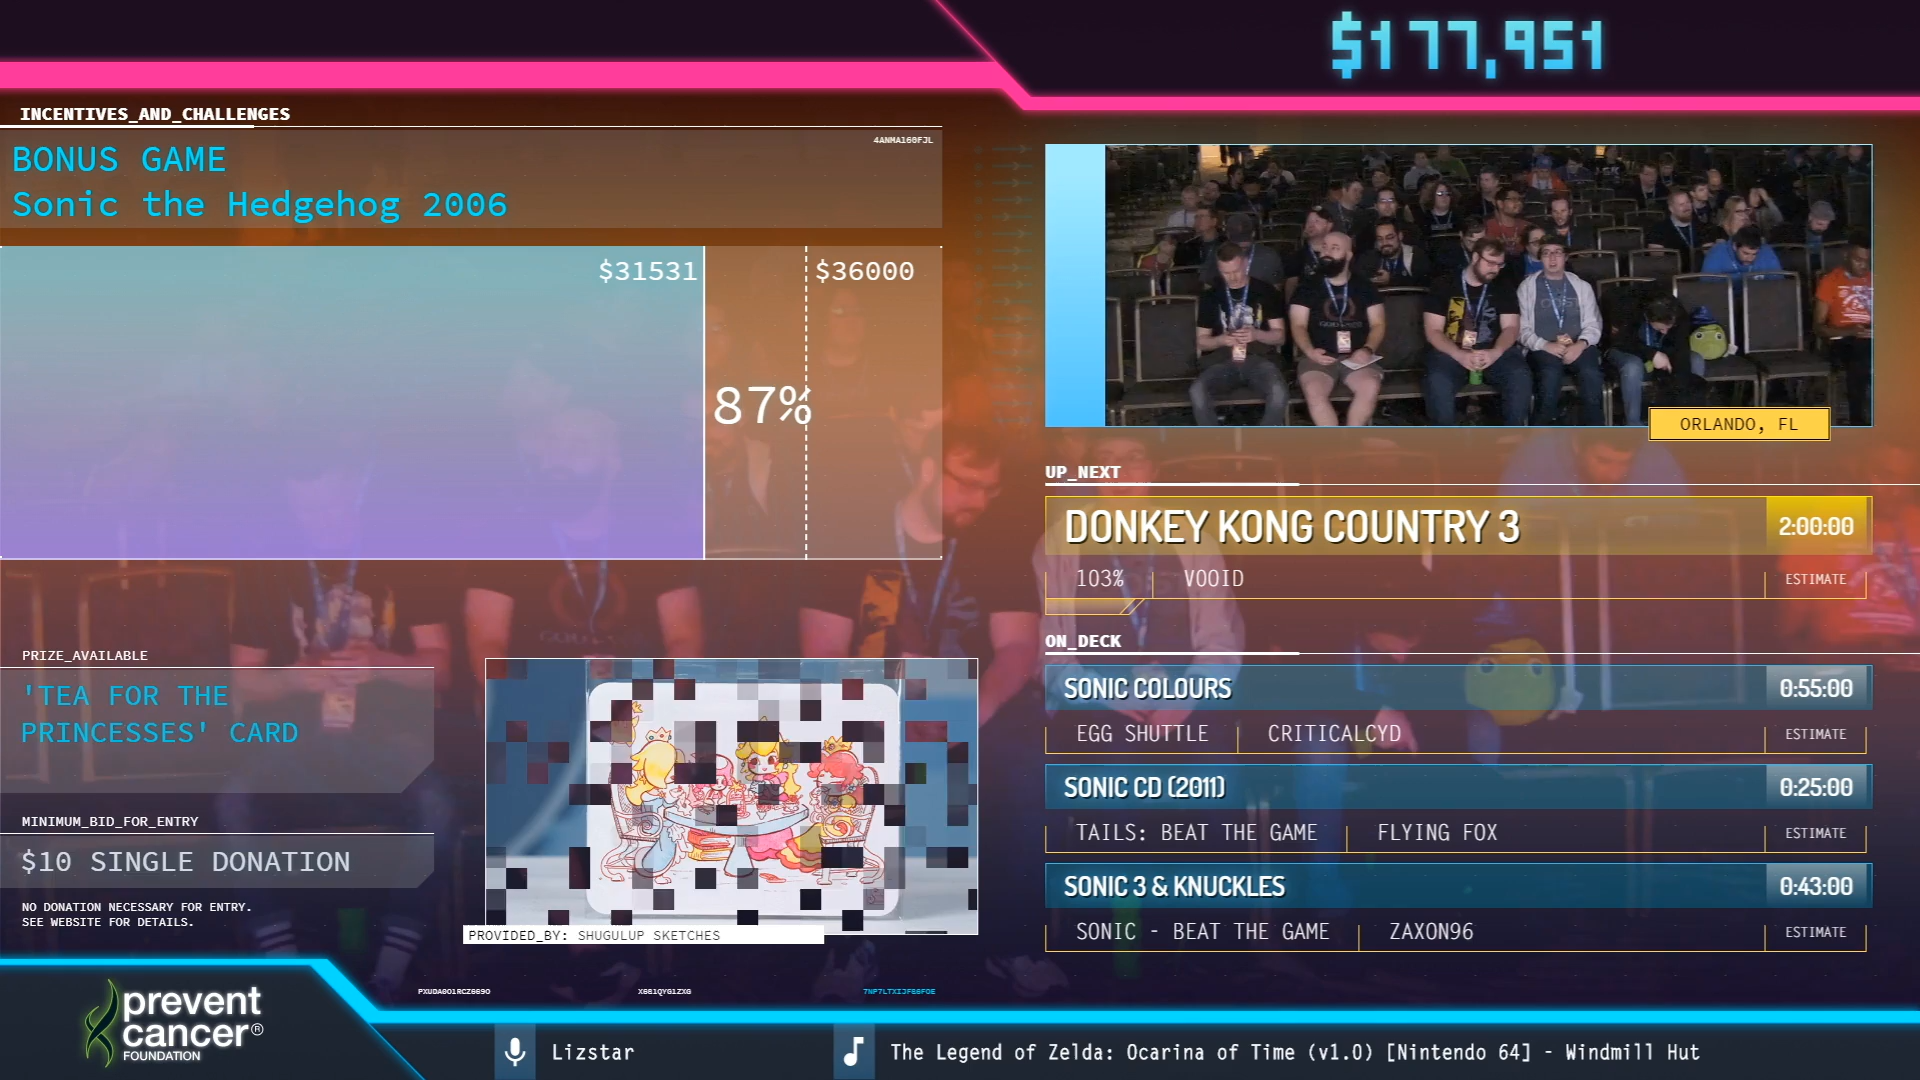 $177,951
INCENTIVES_AND_CHALLENGES
4ANMA160FJL
BONUS GAME
Sonic the Hedgehog 2006
$31531
$36000
87%
ORLANDO, FL
UP_NEXT
DONKEY KONG COUNTRY 3
2:00:00
103%
VOOID
ESTIMATE
ON_DECK
SONIC COLOURS
0:55:00
EGG SHUTTLE
CRITICALCYD
ESTIMATE
SONIC CD (2011)
0:25:00
TAILS: BEAT THE GAME
FLYING FOX
ESTIMATE
SONIC 3 & KNUCKLES
0:43:00
SONIC - BEAT THE GAME
ZAXON96
ESTIMATE
PRIZE_AVAILABLE
'TEA FOR THE
PRINCESSES' CARD
MINIMUM_BID_FOR_ENTRY
$10 SINGLE DONATION
NO DONATION NECESSARY FOR ENTRY.
SEE WEBSITE FOR DETAILS.
PROVIDED_BY: SHUGULUP SKETCHES
prevent
cancer®
FOUNDATION
Lizstar
The Legend of Zelda: Ocarina of Time (v1.0) [Nintendo 64] - Windmill Hut